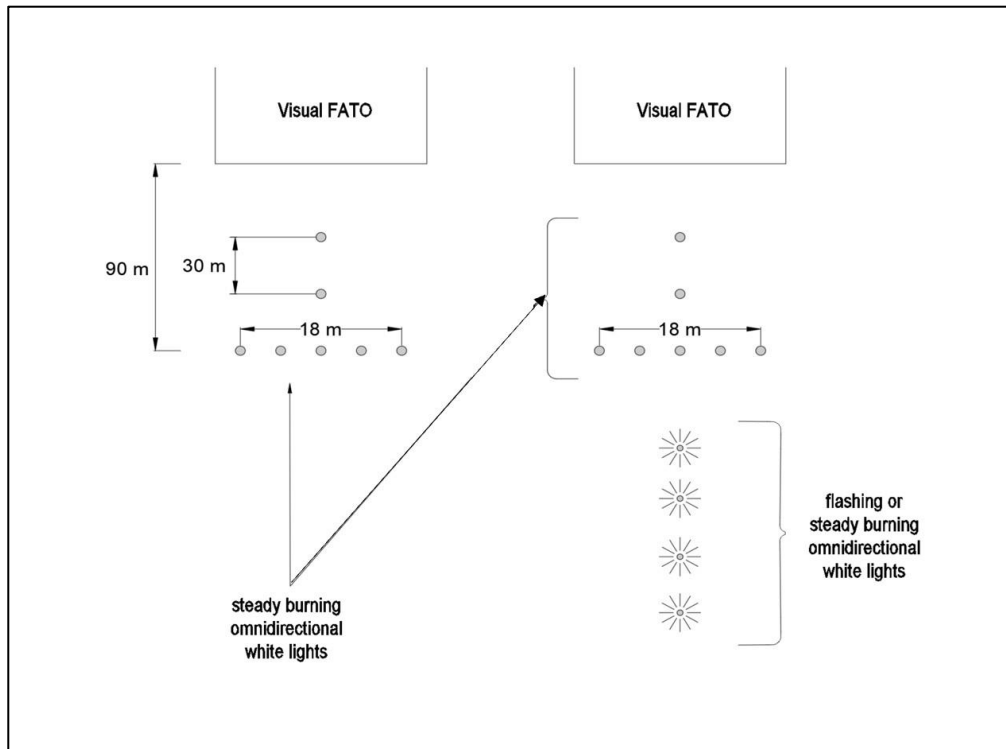 Visual FATO
Visual FATO
90 m
30 m
18 m
18 m
flashing or
steady burning
omnidirectional
white lights
steady burning
omnidirectional
white lights